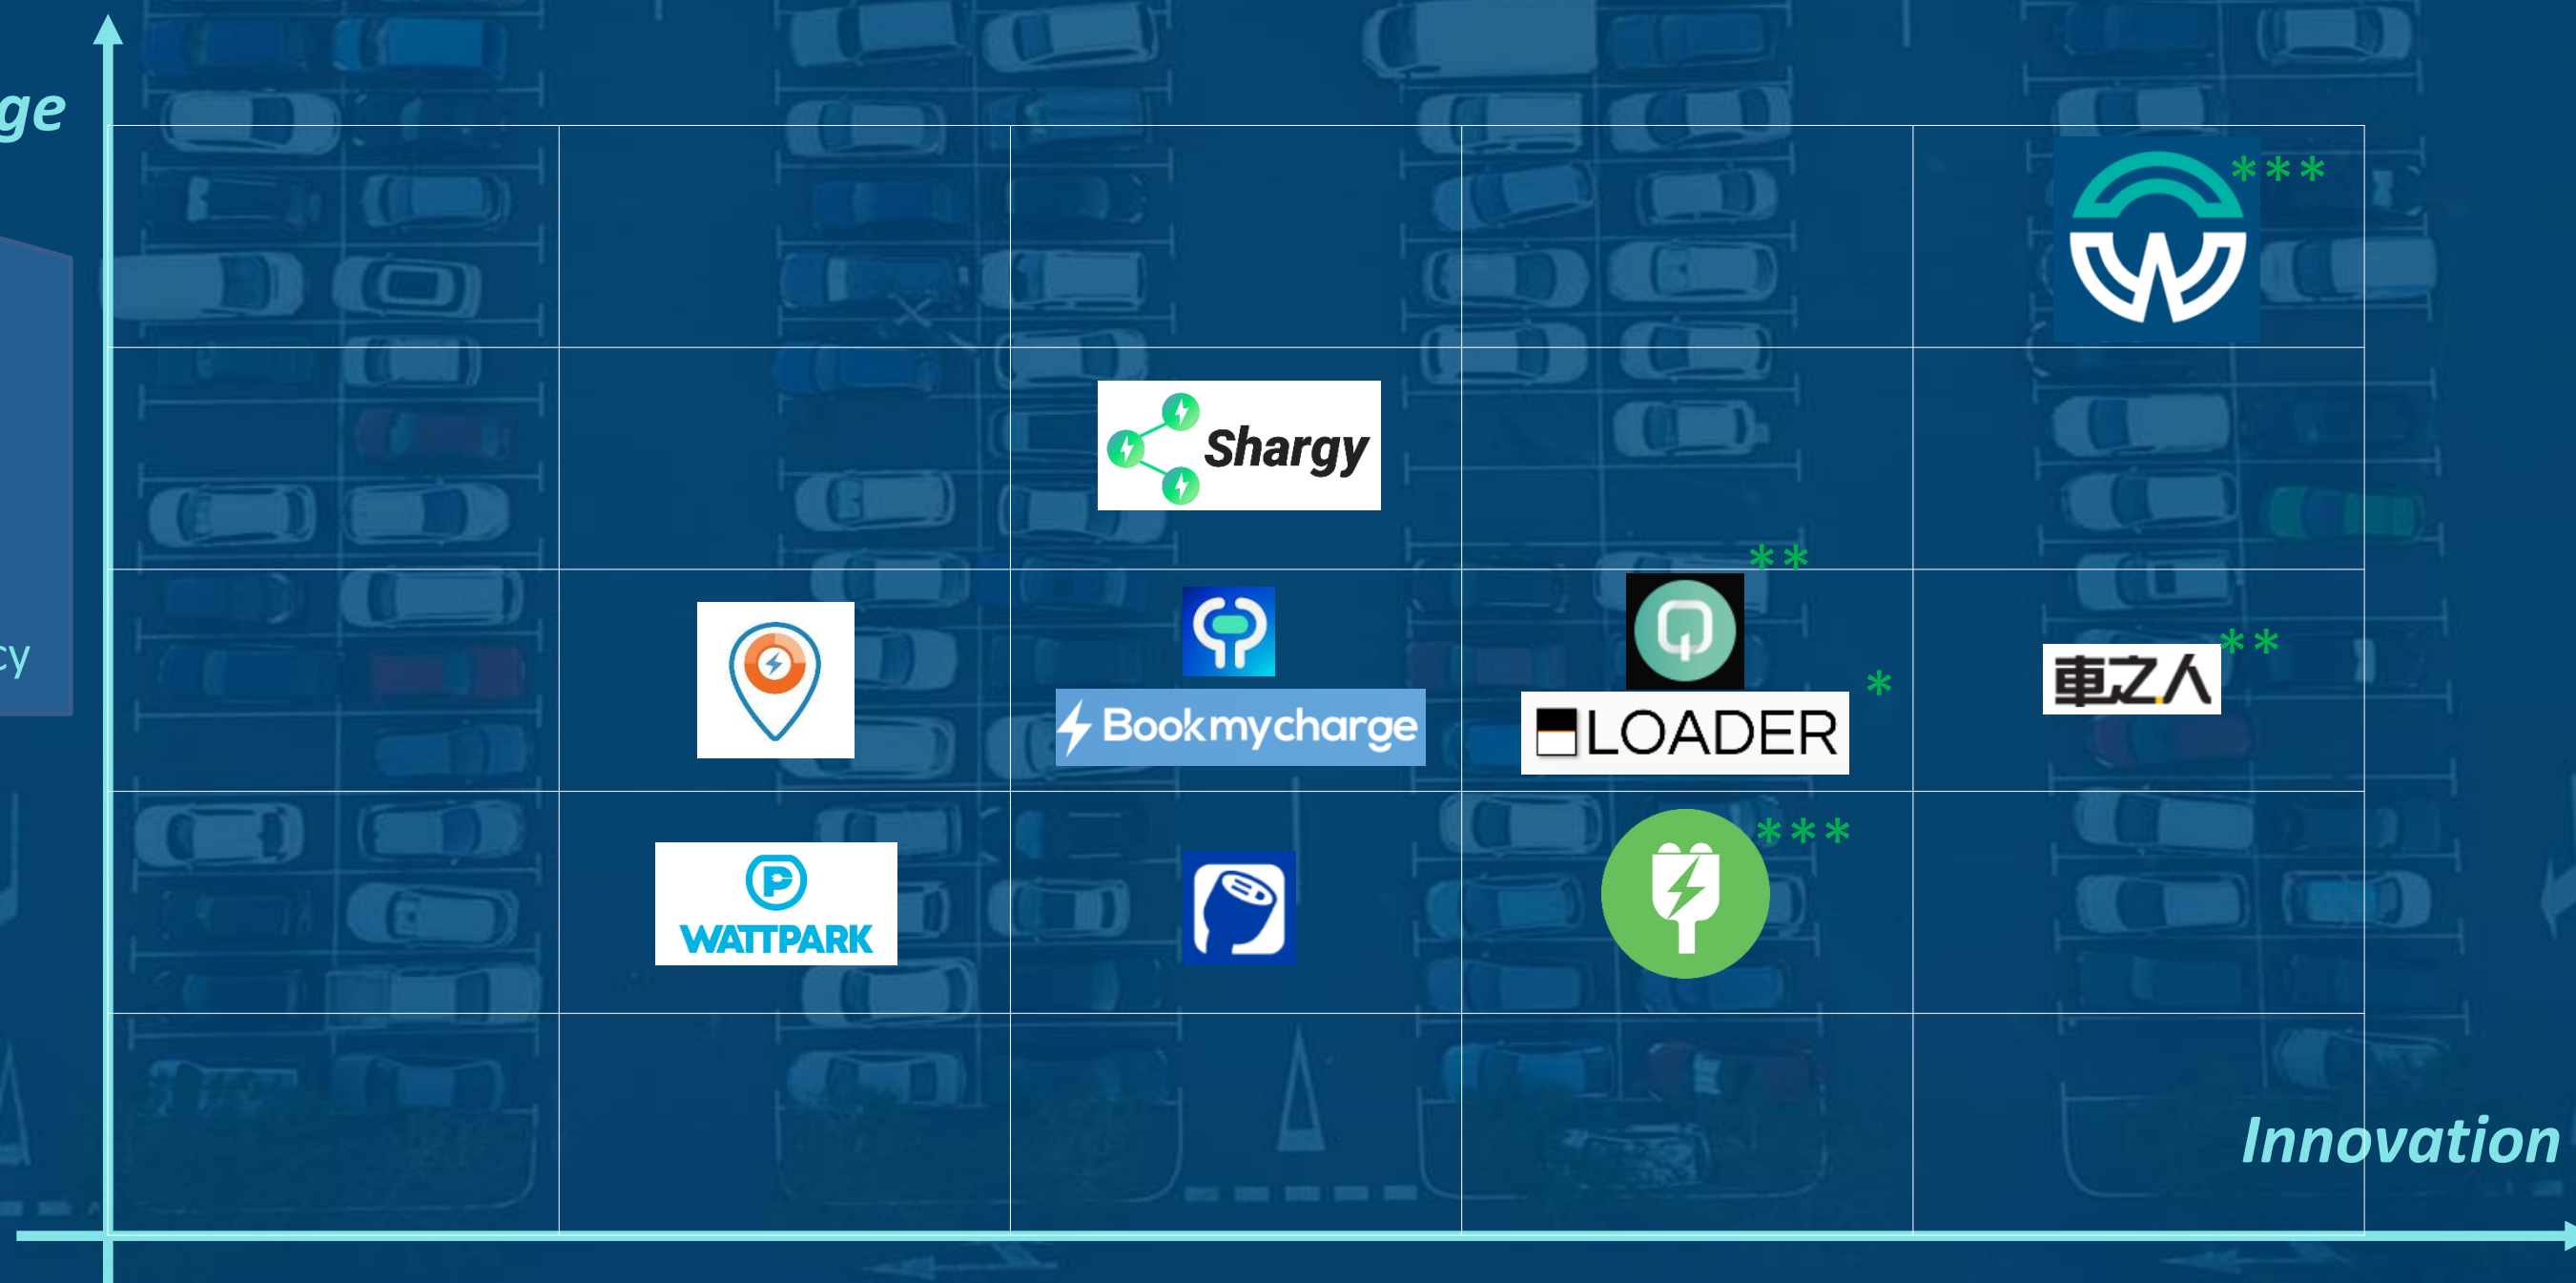 ge
***
Shargy
**
Bookmycharge
*
LOADER
**
車之人
cy
***
P
WATTPARK
Innovation